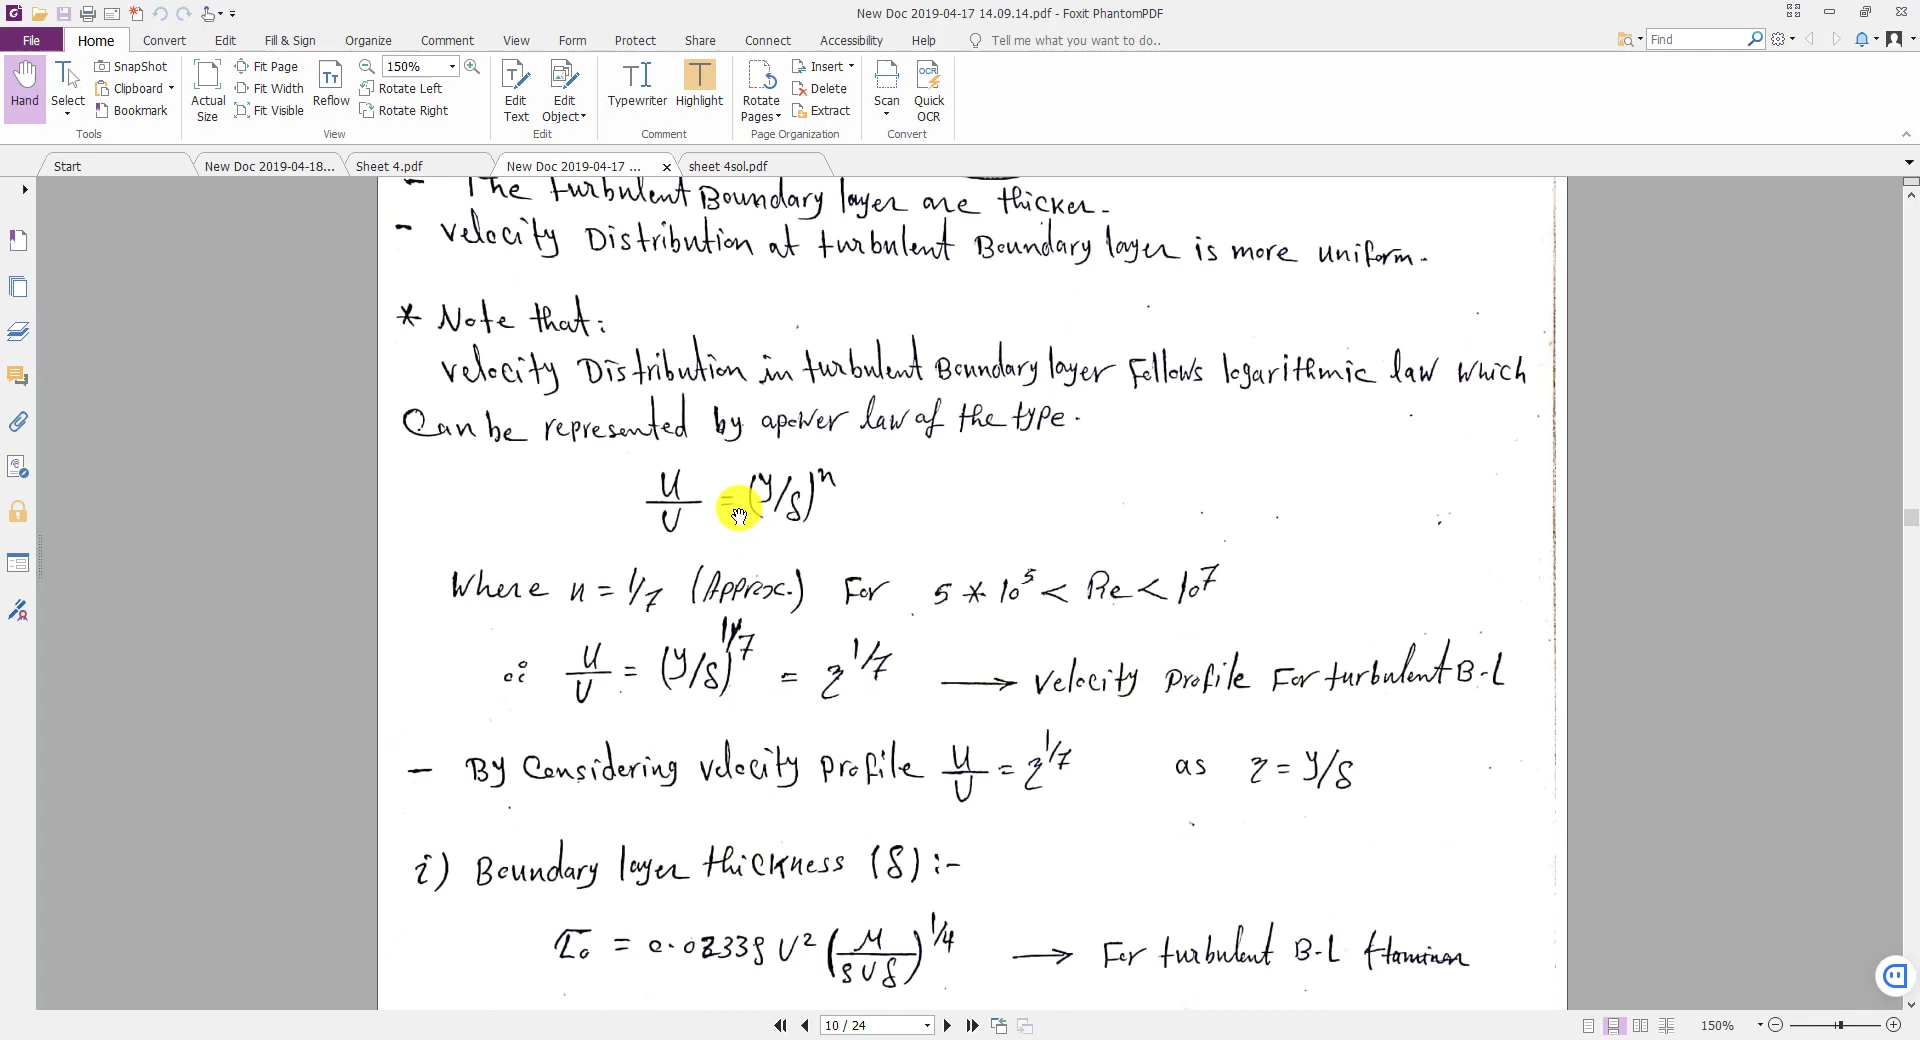 New Doc 2019-04-17 14.09.14.pdf - Foxit PhantomPDF
File Home Convert Edit Fill & Sign Organize Comment View Form Protect Share Connect Accessibility Help Tell me what you want to do.. Find
Hand
Select
SnapShot
Clipboard
Bookmark
Tools
Actual Size
Fit Page
Fit Width
Fit Visible
Reflow
150%
Rotate Left
Rotate Right
View
Edit Text
Edit Object
Edit
Typewriter
Highlight
Comment
Rotate Pages
Insert
Delete
Extract
Page Organization
Scan
Quick OCR
Convert
Start
New Doc 2019-04-18...
Sheet 4.pdf
New Doc 2019-04-17 ...
sheet 4sol.pdf
- The turbulent Boundary layer are thicker.
- Velocity Distribution at turbulent Boundary layer is more uniform.
* Note that:
Velocity Distribution in turbulent Boundary layer Follows logarithmic law which
Can be represented by a power law of the type.
u/U = (y/δ)^n
Where n = 1/7 (Approx.) For 5 * 10^5 < Re < 10^7
∴ u/U = (y/δ)^1/7 = η^1/7 → Velocity Profile For turbulent B-L
- By Considering velocity profile u/U = η^1/7 as η = y/δ
i) Boundary layer thickness (δ) :-
τ₀ = 0.0233 ρ U² (μ/ρUδ)^1/4 → For turbulent B-L
10 / 24
150%